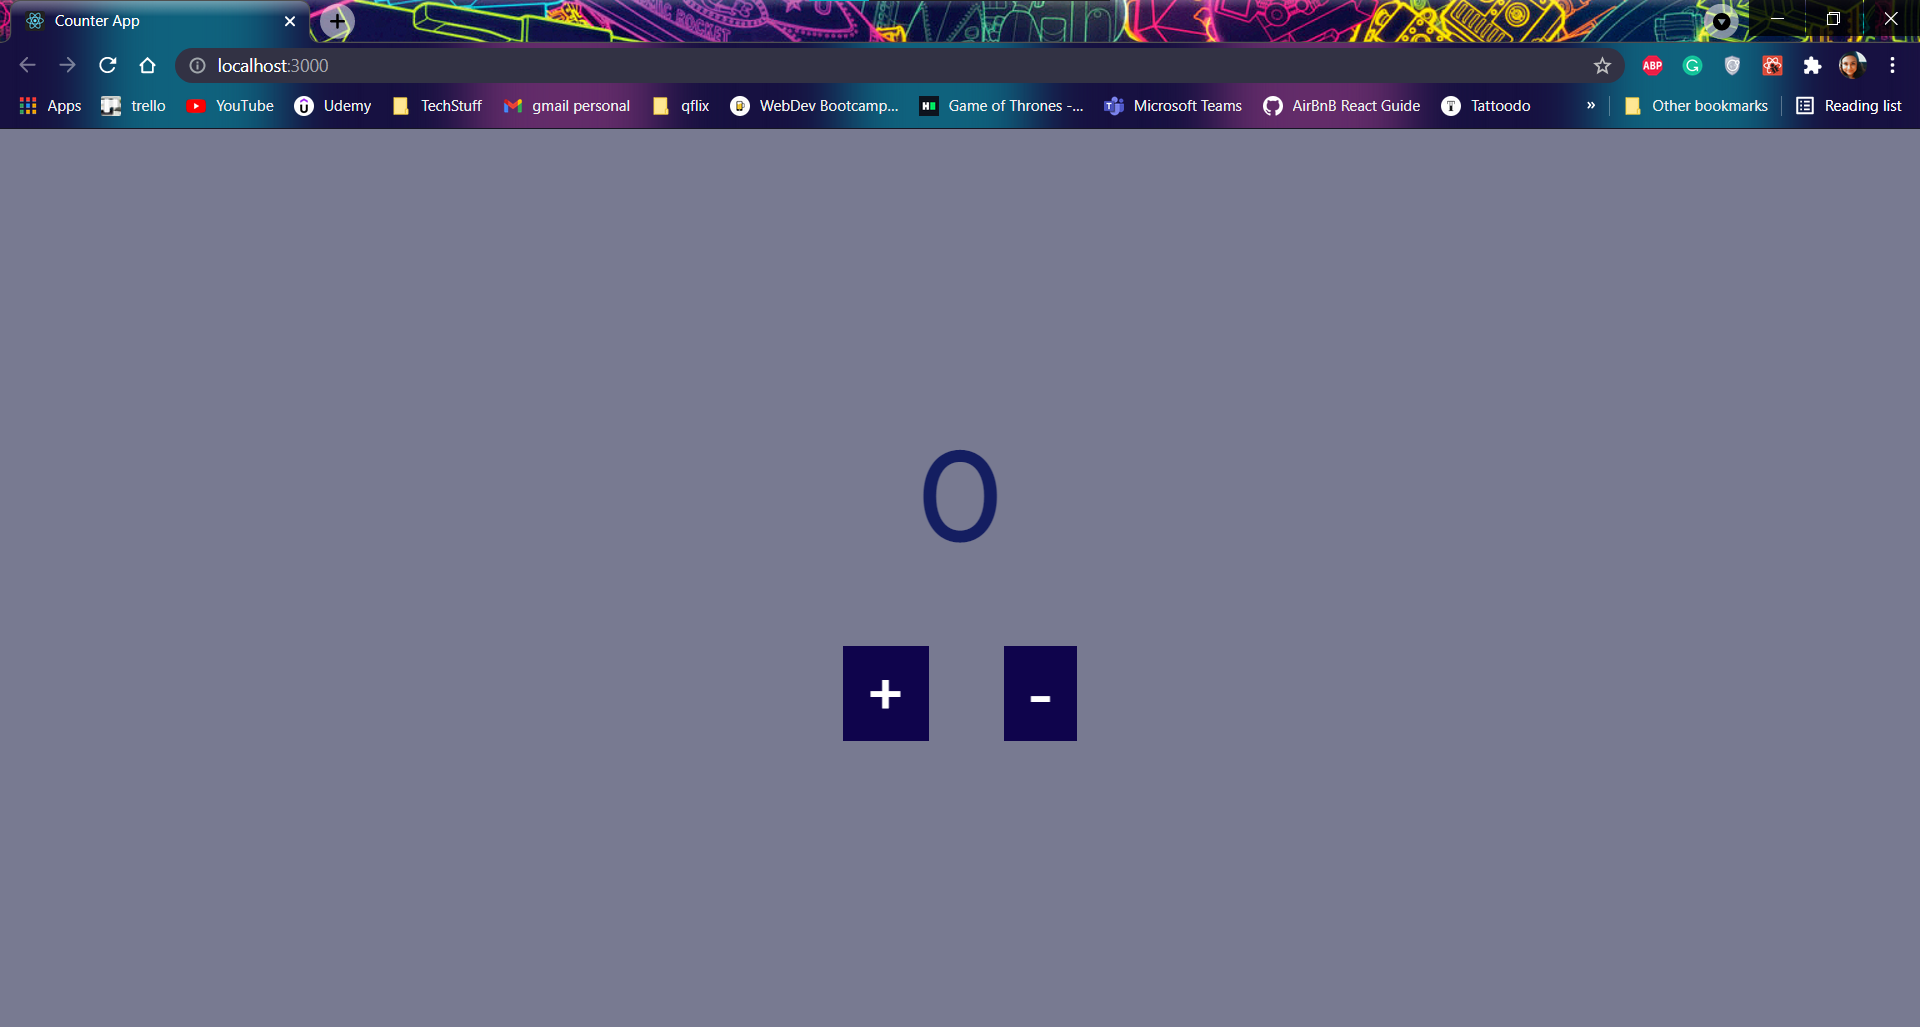 Counter App
localhost:3000
ABP
Apps trello YouTube Udemy TechStuff gmail personal qflix WebDev Bootcamp... Game of Thrones -... Microsoft Teams AirBnB React Guide Tattoodo » Other bookmarks Reading list
0
+ -